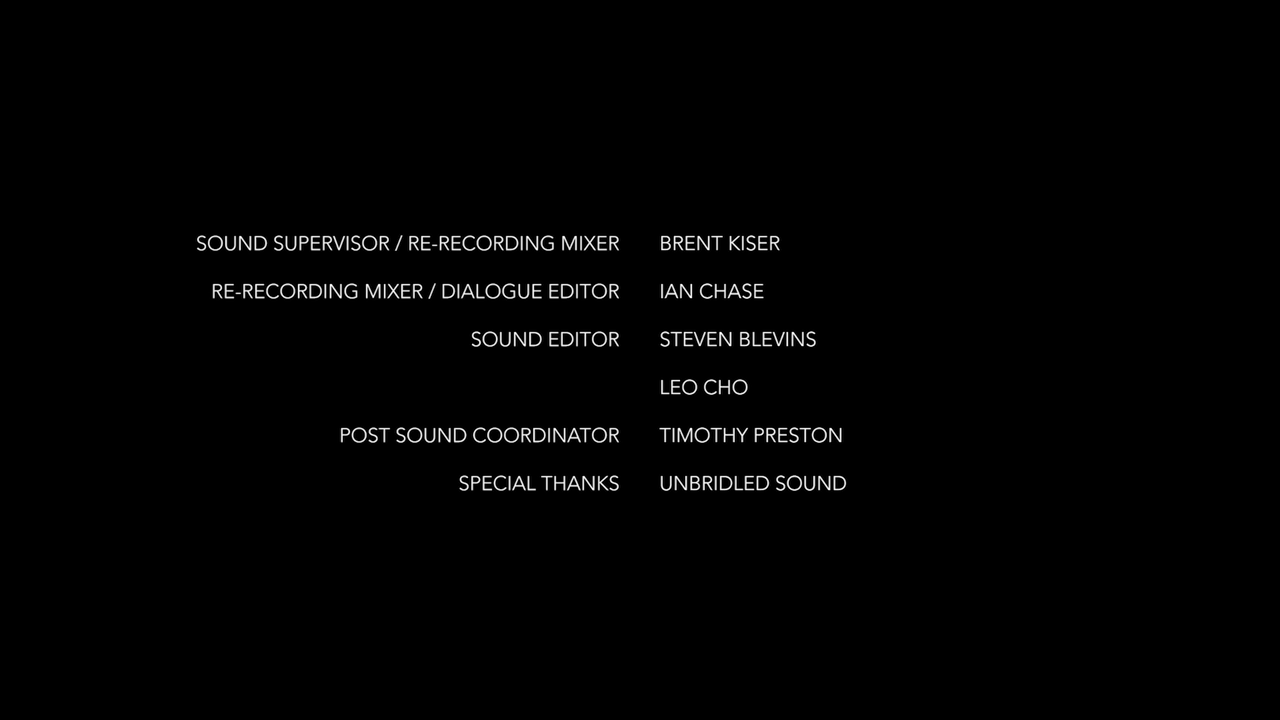 SOUND SUPERVISOR / RE-RECORDING MIXER BRENT KISER
RE-RECORDING MIXER / DIALOGUE EDITOR IAN CHASE
SOUND EDITOR STEVEN BLEVINS
LEO CHO
POST SOUND COORDINATOR TIMOTHY PRESTON
SPECIAL THANKS UNBRIDLED SOUND